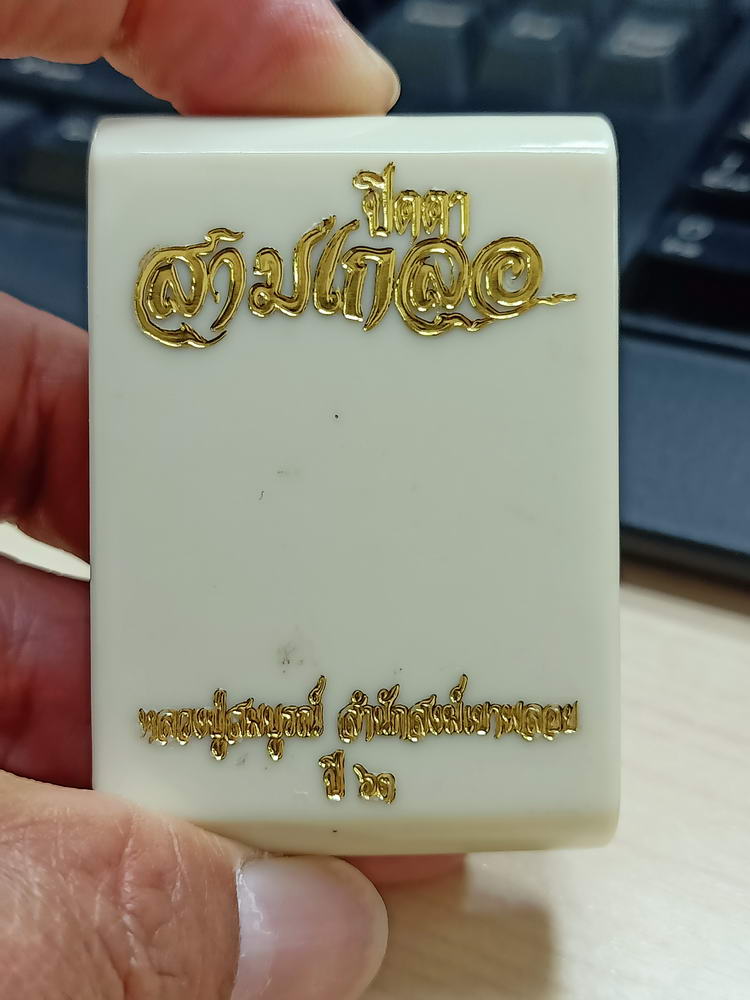 ปิดตา
สามเกลอ
หลวงปู่สมบูรณ์ สำนักสงฆ์เขาพลอย
ปี ๖๓